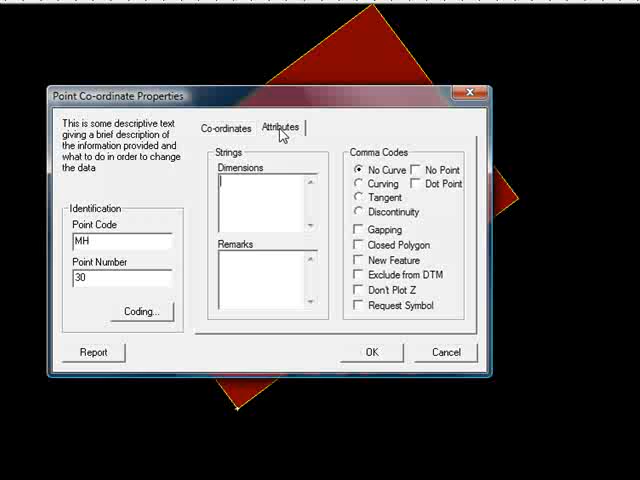 Point Co-ordinate Properties
This is some descriptive text
giving a brief description of
the information provided and
what to do in order to change
the data
Identification
Point Code
MH
Point Number
30
Coding...
Report
Co-ordinates
Attributes
Strings
Dimensions
Remarks
Comma Codes
No Curve
No Point
Curving
Dot Point
Tangent
Discontinuity
Gapping
Closed Polygon
New Feature
Exclude from DTM
Don't Plot Z
Request Symbol
OK
Cancel